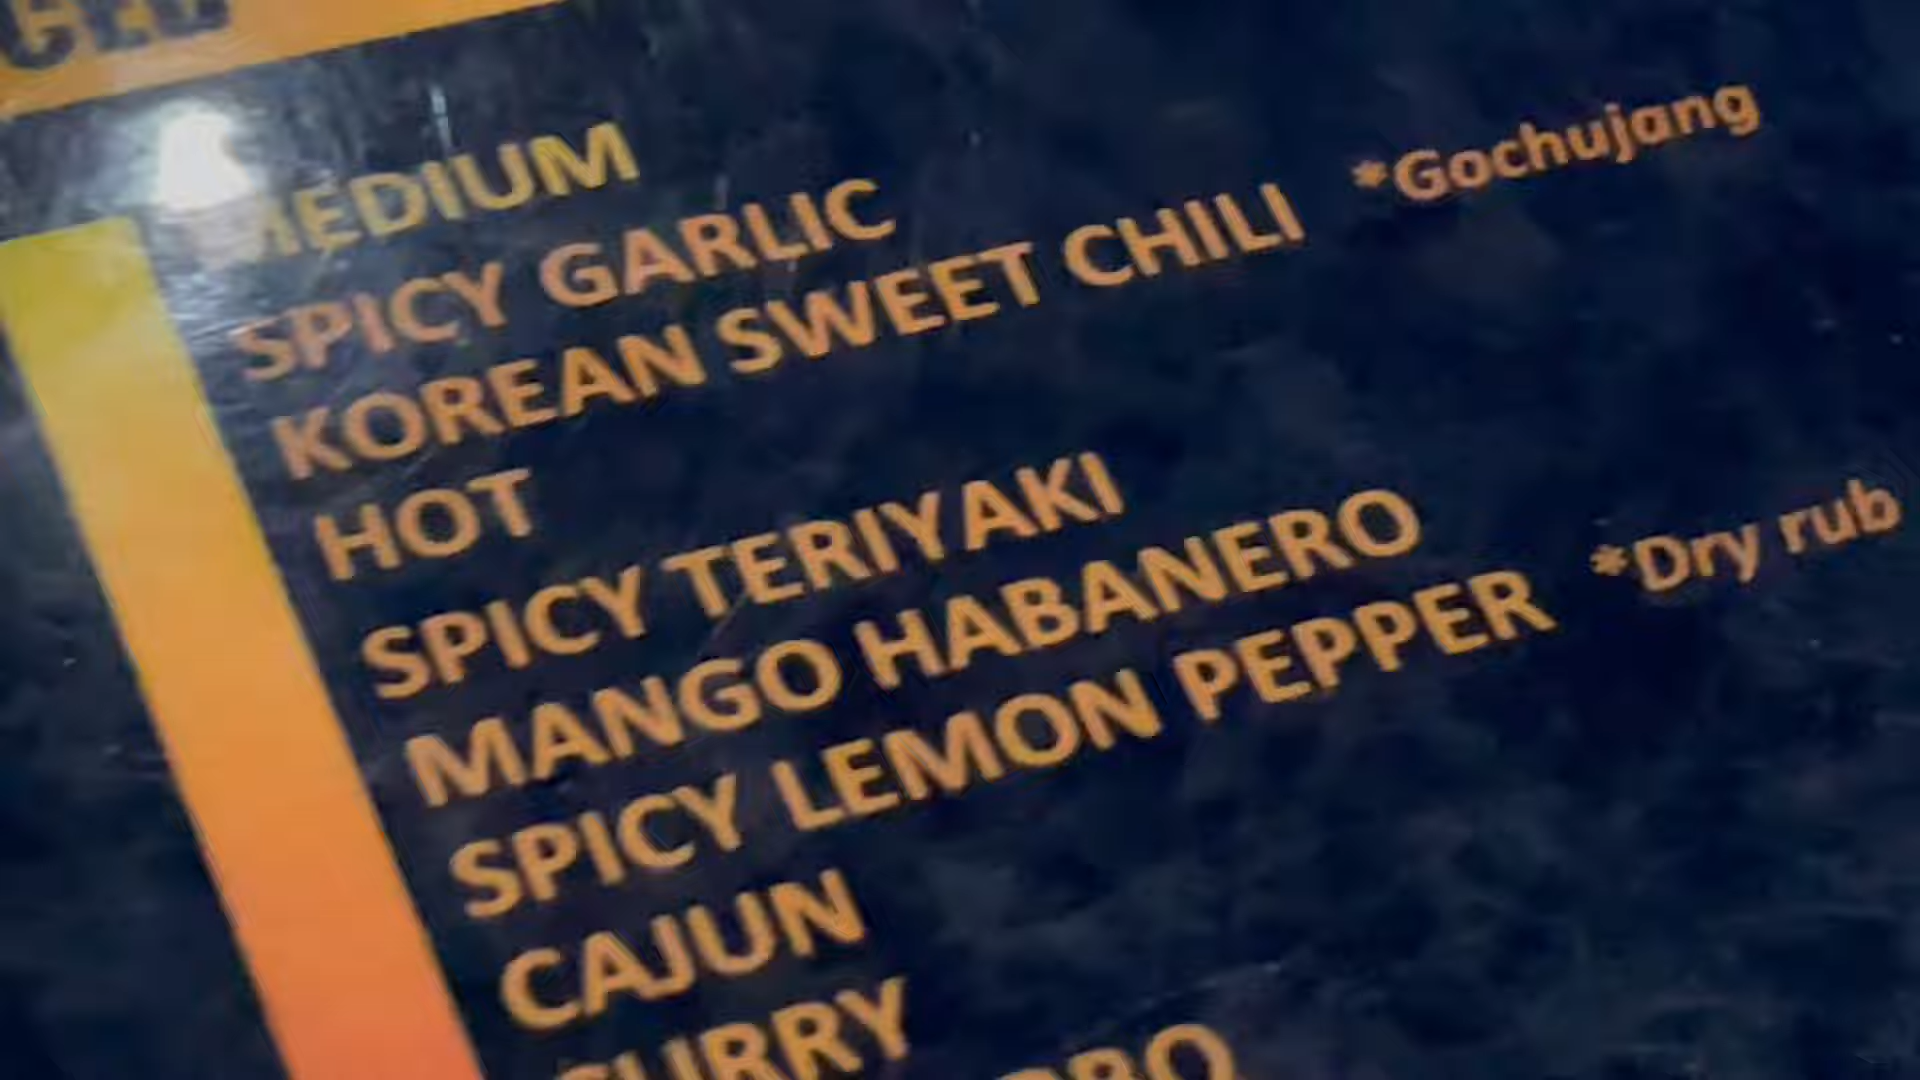 MEDIUM
SPICY GARLIC
KOREAN SWEET CHILI *Gochujang
HOT
SPICY TERIYAKI
MANGO HABANERO
SPICY LEMON PEPPER *Dry rub
CAJUN
CURRY